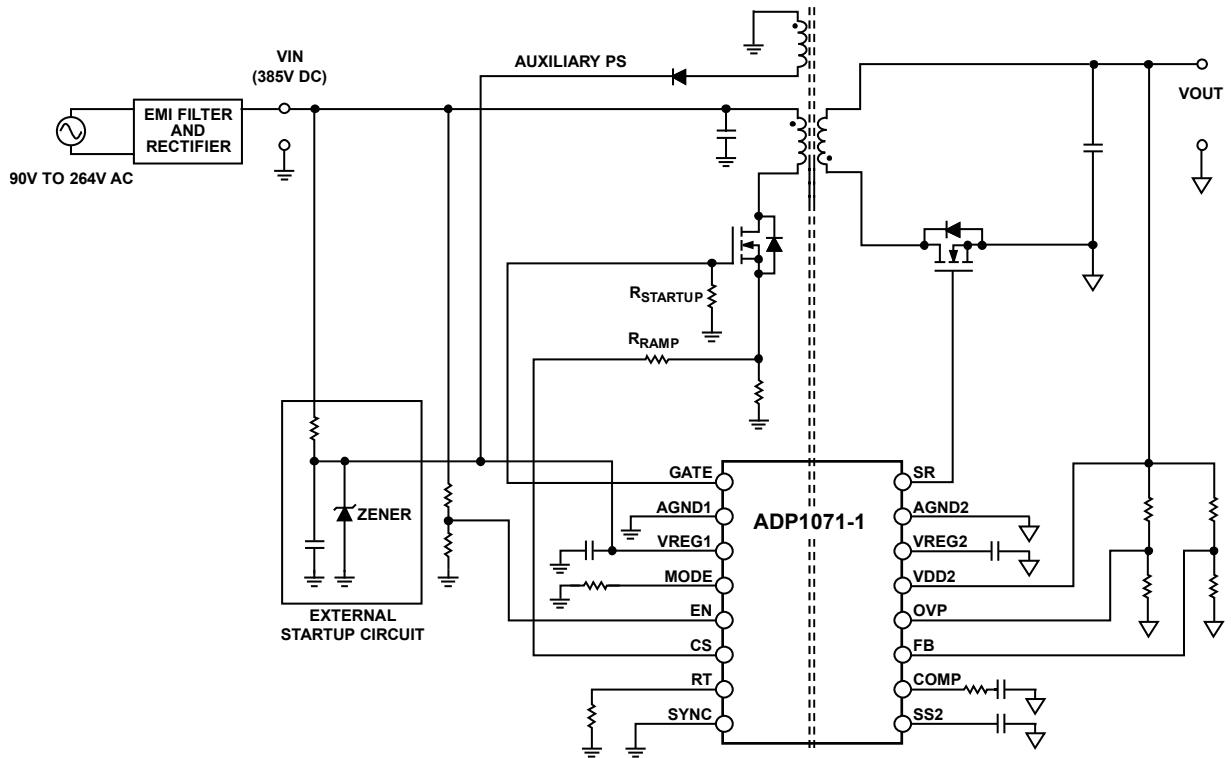 VIN
(385V DC)
AUXILIARY PS
EMI FILTER
AND
RECTIFIER
90V TO 264V AC
VOUT
RSTARTUP
RRAMP
ZENER
EXTERNAL
STARTUP CIRCUIT
ADP1071-1
GATE
AGND1
VREG1
MODE
EN
CS
RT
SYNC
SR
AGND2
VREG2
VDD2
OVP
FB
COMP
SS2